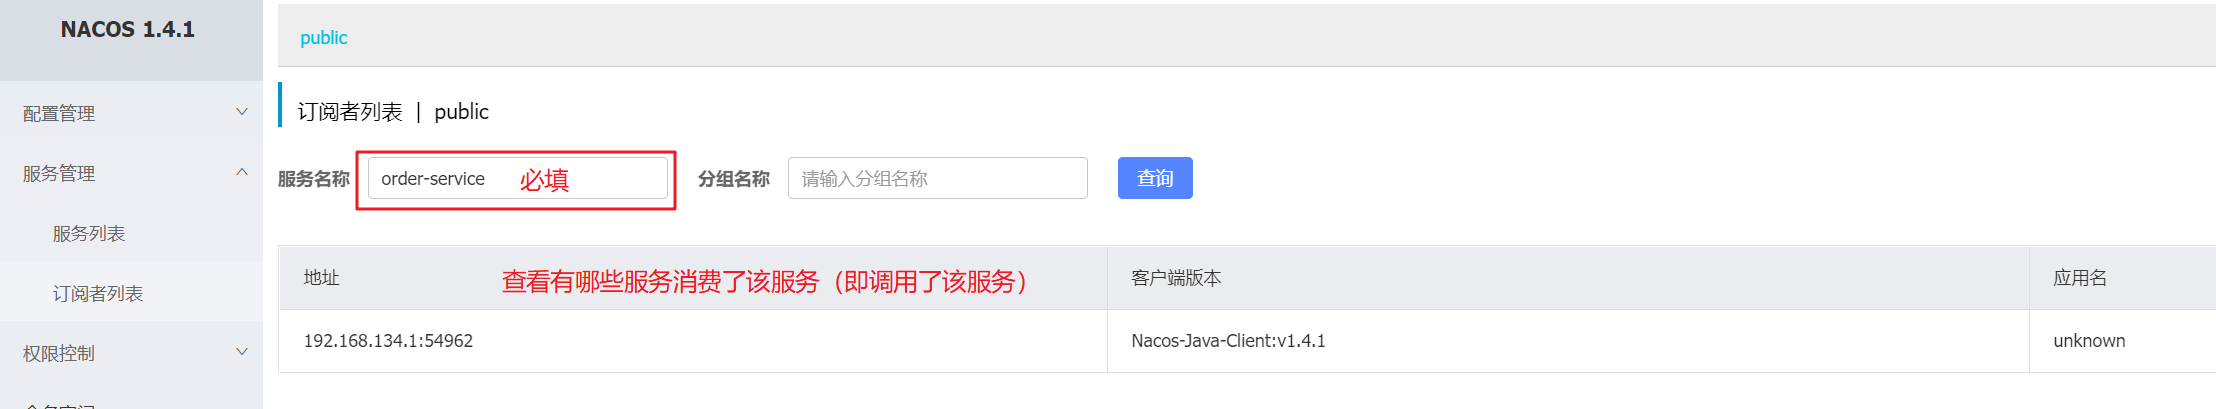 NACOS 1.4.1
public
配置管理
订阅者列表 | public
服务管理
服务名称 order-service 必填 分组名称 请输入分组名称 查询
服务列表
订阅者列表
地址 查看有哪些服务消费了该服务（即调用了该服务） 客户端版本 应用名
192.168.134.1:54962 Nacos-Java-Client:v1.4.1 unknown
权限控制